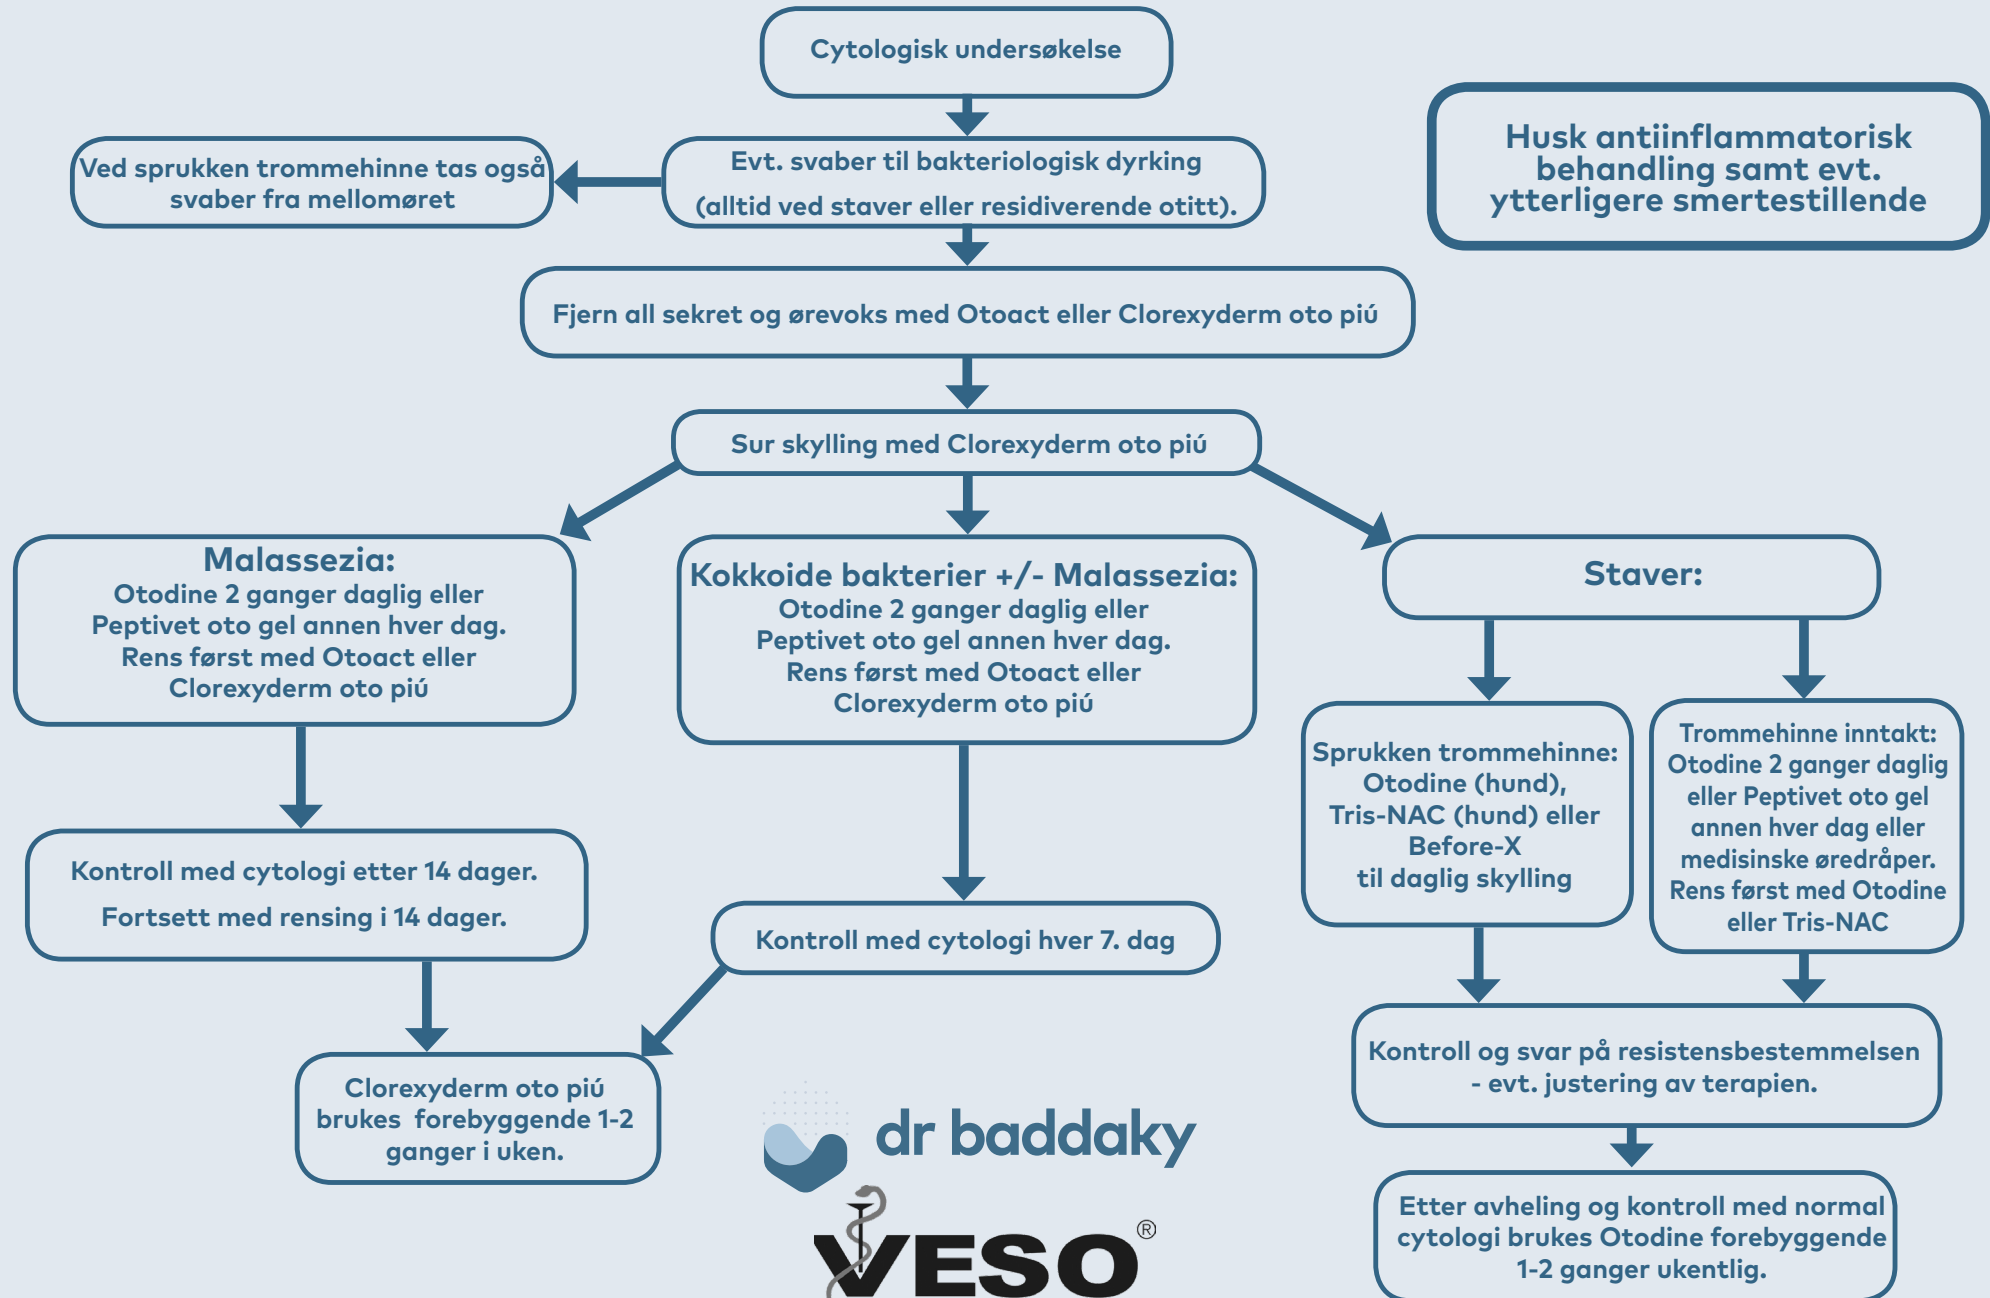 Cytologisk undersøkelse
Husk antiinflammatorisk
behandling samt evt.
ytterligere smertestillende
Evt. svaber til bakteriologisk dyrking
(alltid ved staver eller residiverende otitt).
Ved sprukken trommehinne tas også
svaber fra mellomøret
Fjern all sekret og ørevoks med Otoact eller Clorexyderm oto piú
Sur skylling med Clorexyderm oto piú
Malassezia:
Otodine 2 ganger daglig eller
Peptivet oto gel annen hver dag.
Rens først med Otoact eller
Clorexyderm oto piú
Kokkoide bakterier +/- Malassezia:
Otodine 2 ganger daglig eller
Peptivet oto gel annen hver dag.
Rens først med Otoact eller
Clorexyderm oto piú
Staver:
Sprukken trommehinne:
Otodine (hund),
Tris-NAC (hund) eller
Before-X
til daglig skylling
Trommehinne inntakt:
Otodine 2 ganger daglig
eller Peptivet oto gel
annen hver dag eller
medisinske øredråper.
Rens først med Otodine
eller Tris-NAC
Kontroll med cytologi etter 14 dager.
Fortsett med rensing i 14 dager.
Kontroll med cytologi hver 7. dag
Clorexyderm oto piú
brukes  forebyggende 1-2
ganger i uken.
Kontroll og svar på resistensbestemmelsen
- evt. justering av terapien.
Etter avheling og kontroll med normal
cytologi brukes Otodine forebyggende
1-2 ganger ukentlig.
dr baddaky
VESO®